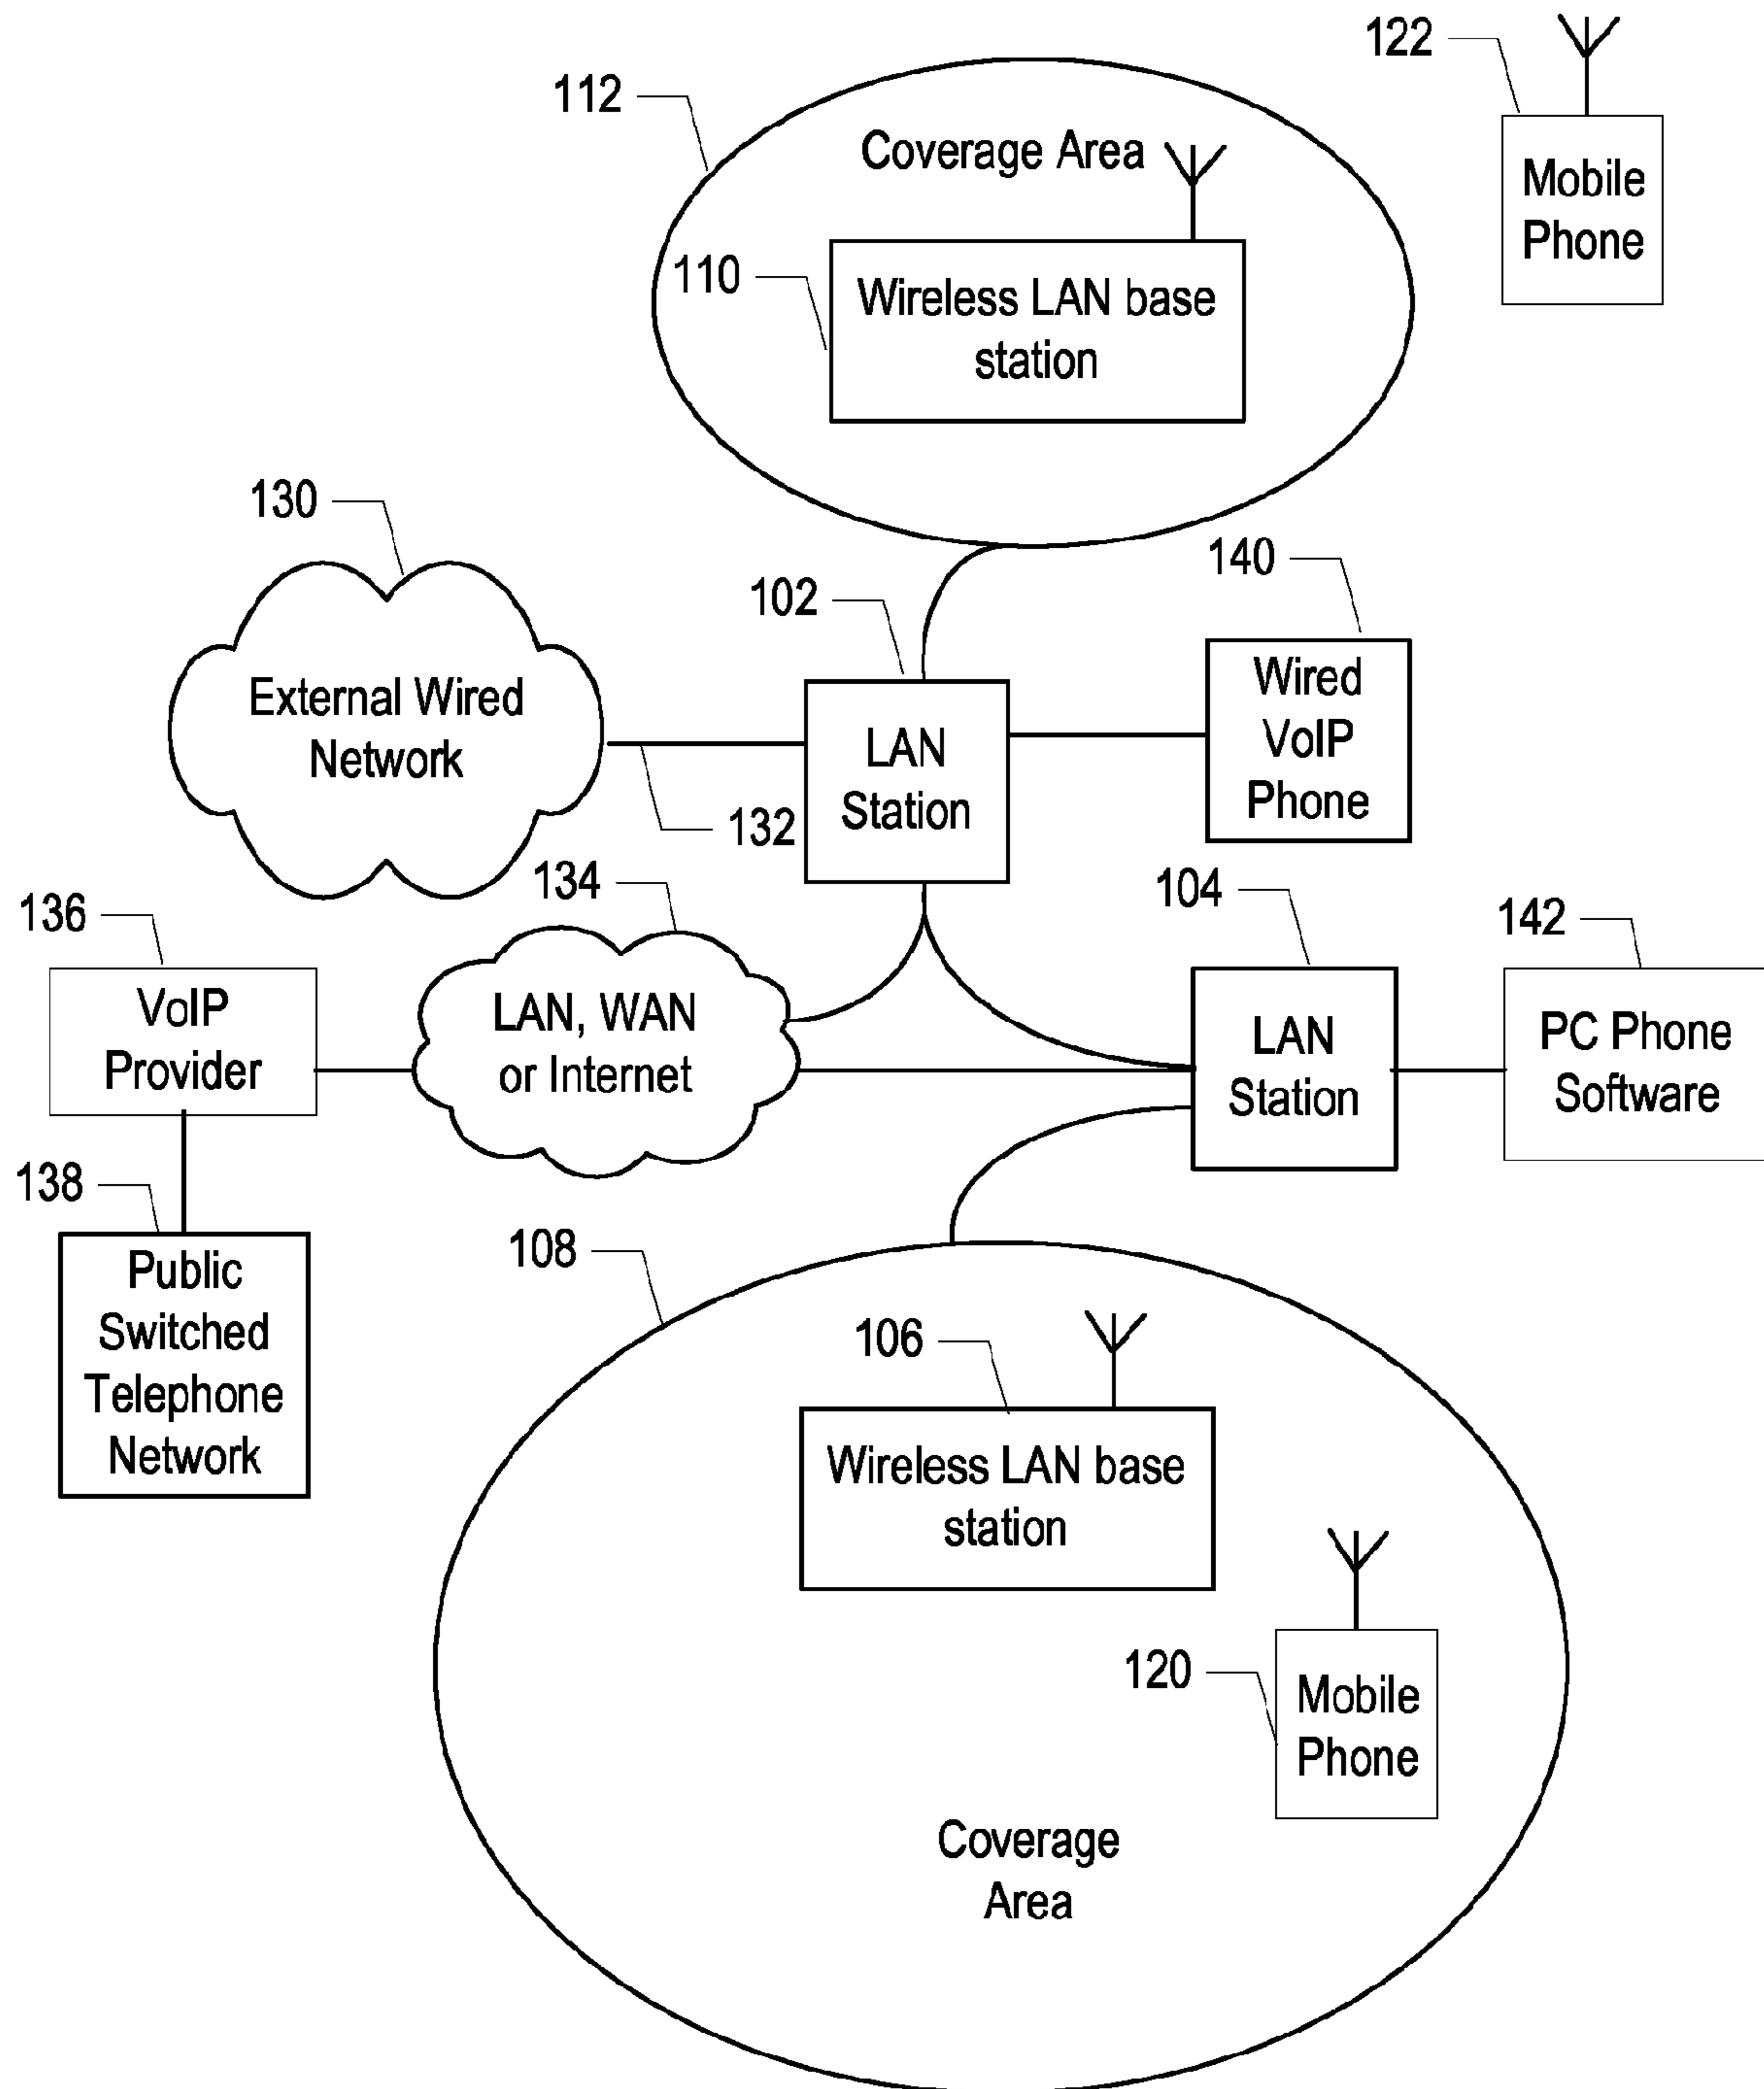 122
Mobile
Phone
112
Coverage Area
110
Wireless LAN base
station
130
External Wired
Network
102
LAN
Station
140
Wired
VoIP
Phone
132
134
LAN, WAN
or Internet
136
VoIP
Provider
104
LAN
Station
142
PC Phone
Software
138
Public
Switched
Telephone
Network
108
106
Wireless LAN base
station
120
Mobile
Phone
Coverage
Area